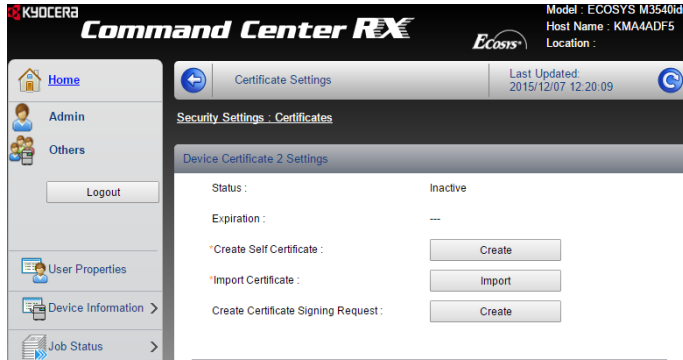 KYOCERA
Command Center RX
Ecosys
Model : ECOSYS M3540id
Host Name : KMA4ADF5
Location :
Home
Admin
Others
Logout
User Properties
Device Information
Job Status
Certificate Settings
Last Updated:
2015/12/07 12:20:09
Security Settings : Certificates
Device Certificate 2 Settings
Status : Inactive
Expiration : ---
*Create Self Certificate : Create
*Import Certificate : Import
Create Certificate Signing Request : Create